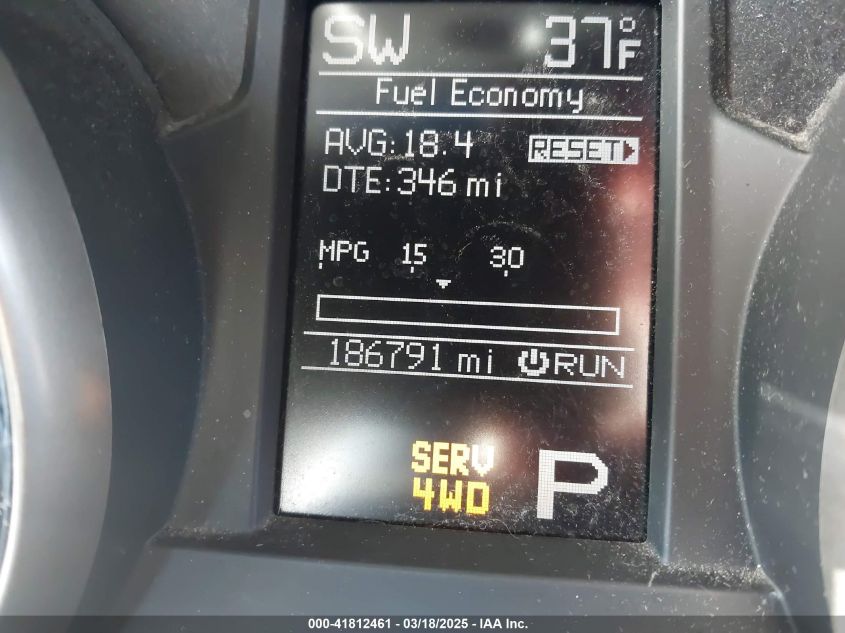 SW 37°F
Fuel Economy
AVG:18.4 RESET
DTE:346 mi
MPG 15 30
186791 mi RUN
SERV
4WD P
000-41812461 - 03/18/2025 - IAA Inc.